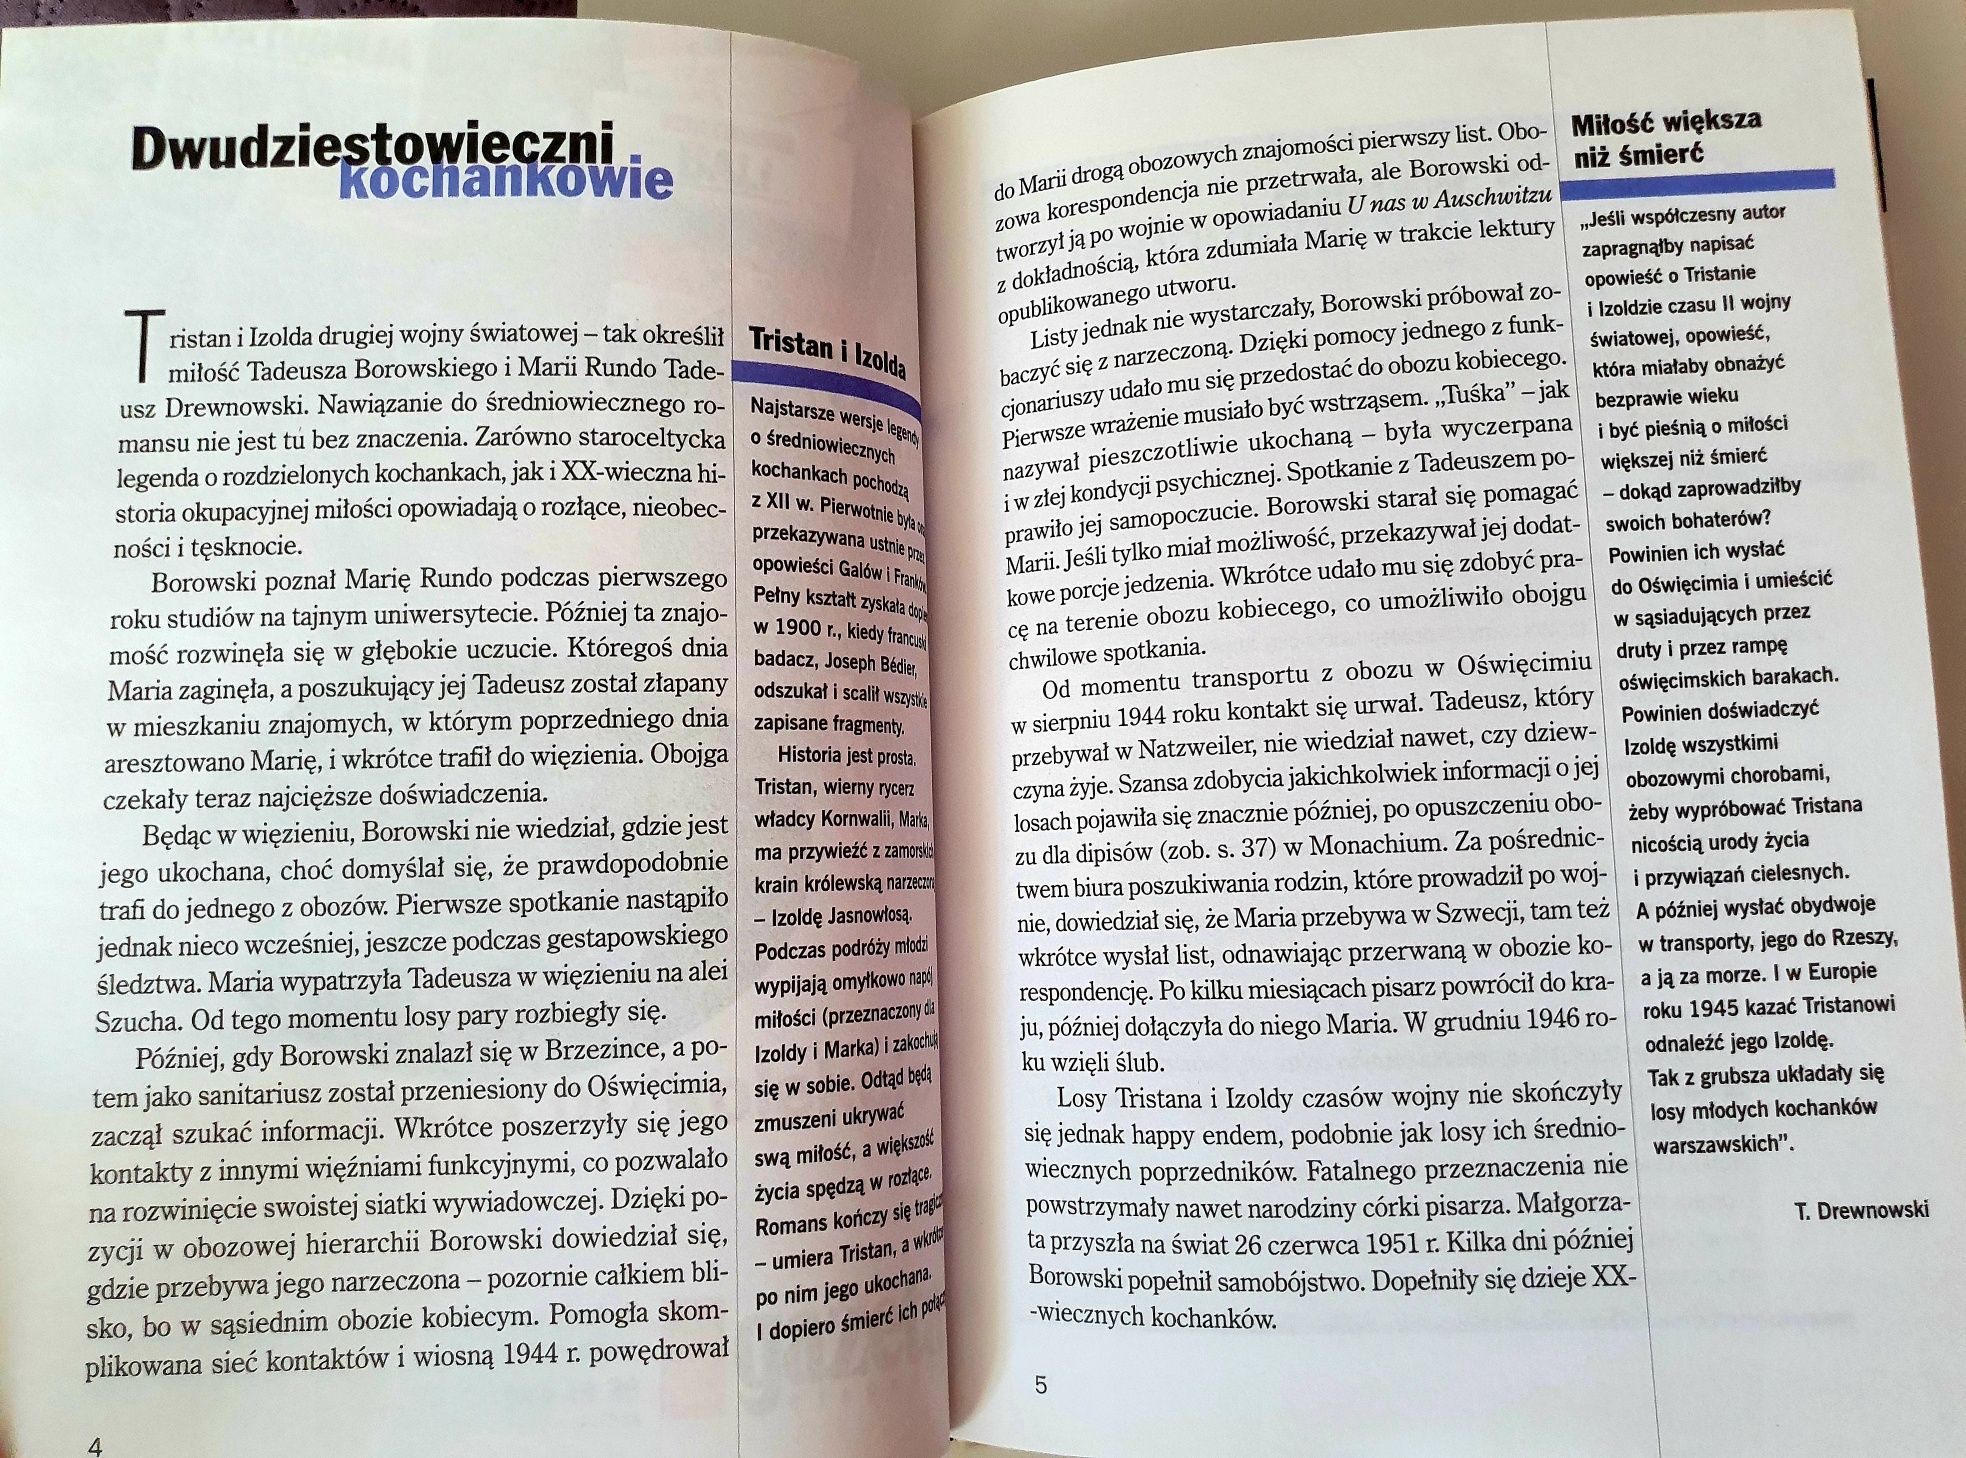 Dwudziestowieczni
kochankowie
Tristan i Izolda drugiej wojny światowej – tak określił
miłość Tadeusza Borowskiego i Marii Rundo Tade-
usz Drewnowski. Nawiązanie do średniowiecznego ro-
mansu nie jest tu bez znaczenia. Zarówno staroceltycka
legenda o rozdzielonych kochankach, jak i XX-wieczna hi-
storia okupacyjnej miłości opowiadają o rozłące, nieobec-
ności i tęsknocie.
Borowski poznał Marię Rundo podczas pierwszego
roku studiów na tajnym uniwersytecie. Później ta znajo-
mość rozwinęła się w głębokie uczucie. Któregoś dnia
Maria zaginęła, a poszukujący jej Tadeusz został złapany
w mieszkaniu znajomych, w którym poprzedniego dnia
aresztowano Marię, i wkrótce trafił do więzienia. Obojga
czekały teraz najcięższe doświadczenia.
Będąc w więzieniu, Borowski nie wiedział, gdzie jest
jego ukochana, choć domyślał się, że prawdopodobnie
trafi do jednego z obozów. Pierwsze spotkanie nastąpiło
jednak nieco wcześniej, jeszcze podczas gestapowskiego
śledztwa. Maria wypatrzyła Tadeusza w więzieniu na alei
Szucha. Od tego momentu losy pary rozbiegły się.
Później, gdy Borowski znalazł się w Brzezince, a po-
tem jako sanitariusz został przeniesiony do Oświęcimia,
zaczął szukać informacji. Wkrótce poszerzyły się jego
kontakty z innymi więźniami funkcyjnymi, co pozwalało
na rozwinięcie swoistej siatki wywiadowczej. Dzięki po-
zycji w obozowej hierarchii Borowski dowiedział się,
gdzie przebywa jego narzeczona – pozornie całkiem bli-
sko, bo w sąsiednim obozie kobiecym. Pomogła skom-
plikowana sieć kontaktów i wiosną 1944 r. powędrował
4
Tristan i Izolda
Najstarsze wersje legendy
o średniowiecznych
kochankach pochodzą
z XII w. Pierwotnie była
przekazywana ustnie
opowieści Galów i Franków.
Pełny kształt zyskała
w 1900 r., kiedy francuski
badacz, Joseph Bédier,
odszukał i scalił wszystkie
zapisane fragmenty.
Historia jest prosta.
Tristan, wierny rycerz
władcy Kornwalii, Marka,
ma przywieźć z zamorskich
krain królewską narzeczoną
– Izoldę Jasnowłosą.
Podczas podróży młodzi
wypijają omyłkowo napój
miłości (przeznaczony dla
Izoldy i Marka) i zakochują
się w sobie. Odtąd będą
zmuszeni ukrywać
swą miłość, a większość
życia spędzą w rozłące.
Romans kończy się
– umiera Tristan, a wkrótce
po nim jego ukochana.
I dopiero śmierć ich
do Marii drogą obozowych znajomości pierwszy list. Obo-
zowa korespondencja nie przetrwała, ale Borowski od-
tworzył ją po wojnie w opowiadaniu U nas w Auschwitzu
z dokładnością, która zdumiała Marię w trakcie lektury
opublikowanego utworu.
Listy jednak nie wystarczały, Borowski próbował zo-
baczyć się z narzeczoną. Dzięki pomocy jednego z funk-
cjonariuszy udało mu się przedostać do obozu kobiecego.
Pierwsze wrażenie musiało być wstrząsem. „Tuśka” – jak
nazywał pieszczotliwie ukochaną – była wyczerpana
i w złej kondycji psychicznej. Spotkanie z Tadeuszem po-
prawiło jej samopoczucie. Borowski starał się pomagać
Marii. Jeśli tylko miał możliwość, przekazywał jej dodat-
kowe porcje jedzenia. Wkrótce udało mu się zdobyć pra-
cę na terenie obozu kobiecego, co umożliwiło obojgu
chwilowe spotkania.
Od momentu transportu z obozu w Oświęcimiu
w sierpniu 1944 roku kontakt się urwał. Tadeusz, który
przebywał w Natzweiler, nie wiedział nawet, czy dziew-
czyna żyje. Szansa zdobycia jakichkolwiek informacji o jej
losach pojawiła się znacznie później, po opuszczeniu obo-
zu dla dipisów (zob. s. 37) w Monachium. Za pośrednic-
twem biura poszukiwania rodzin, które prowadził po woj-
nie, dowiedział się, że Maria przebywa w Szwecji, tam też
wkrótce wysłał list, odnawiając przerwaną w obozie ko-
respondencję. Po kilku miesiącach pisarz powrócił do kra-
ju, później dołączyła do niego Maria. W grudniu 1946 ro-
ku wzięli ślub.
Losy Tristana i Izoldy czasów wojny nie skończyły
się jednak happy endem, podobnie jak losy ich średnio-
wiecznych poprzedników. Fatalnego przeznaczenia nie
powstrzymały nawet narodziny córki pisarza. Małgorza-
ta przyszła na świat 26 czerwca 1951 r. Kilka dni później
Borowski popełnił samobójstwo. Dopełniły się dzieje XX-
-wiecznych kochanków.
5
Miłość większa
niż śmierć
„Jeśli współczesny autor
zapragnąłby napisać
opowieść o Tristanie
i Izoldzie czasu II wojny
światowej, opowieść,
która miałaby obnażyć
bezprawie wieku
i być pieśnią o miłości
większej niż śmierć
– dokąd zaprowadziłby
swoich bohaterów?
Powinien ich wysłać
do Oświęcimia i umieścić
w sąsiadujących przez
druty i przez rampę
oświęcimskich barakach.
Powinien doświadczyć
Izoldę wszystkimi
obozowymi chorobami,
żeby wypróbować Tristana
nicością urody życia
i przywiązań cielesnych.
A później wysłać obydwoje
w transporty, jego do Rzeszy,
a ją za morze. I w Europie
roku 1945 kazać Tristanowi
odnaleźć jego Izoldę.
Tak z grubsza układały się
losy młodych kochanków
warszawskich”.
T. Drewnowski